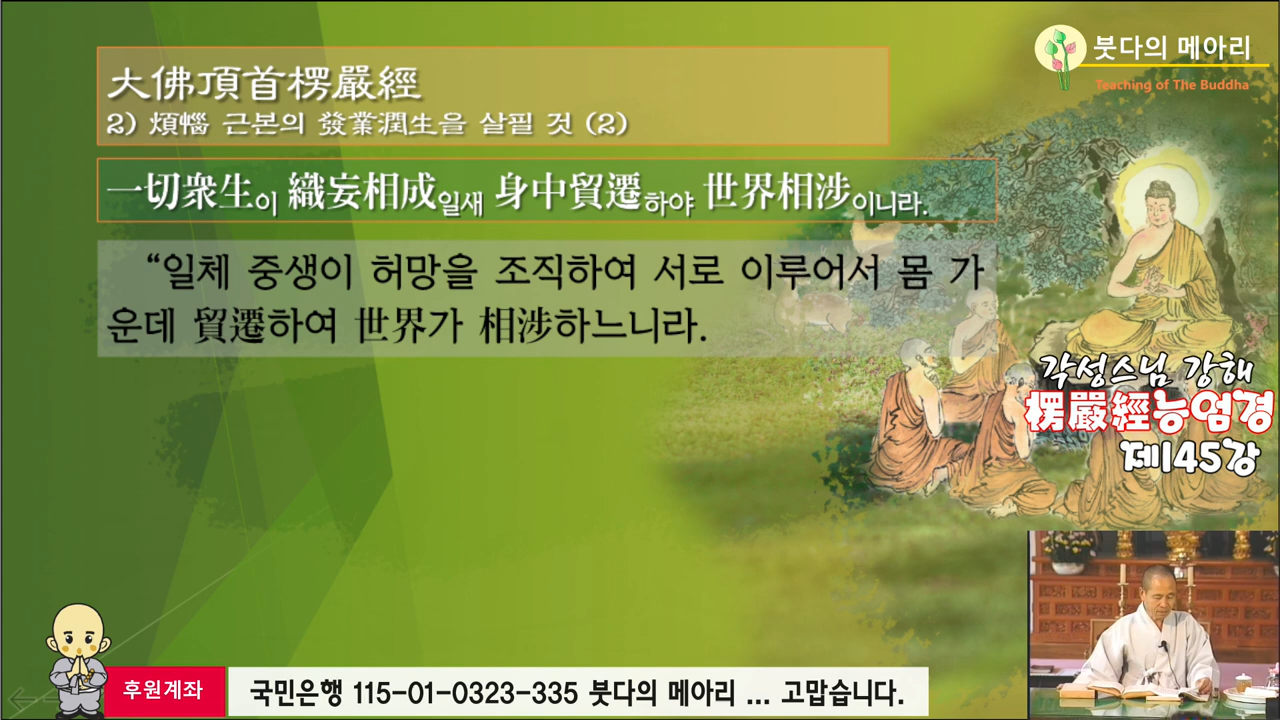 大佛頂首楞嚴經
2) 煩惱 근본의 發業潤生을 살필 것 (2)
一切衆生이 織妄相成일새 身中貿遷하야 世界相涉이니라.
“일체 중생이 허망을 조직하여 서로 이루어서 몸 가
운데 貿遷하여 世界가 相涉하느니라.
붓다의 메아리
Teaching of The Buddha
각성스님 강해
楞嚴經능엄경
제145강
후원계좌
국민은행 115-01-0323-335 붓다의 메아리 ... 고맙습니다.